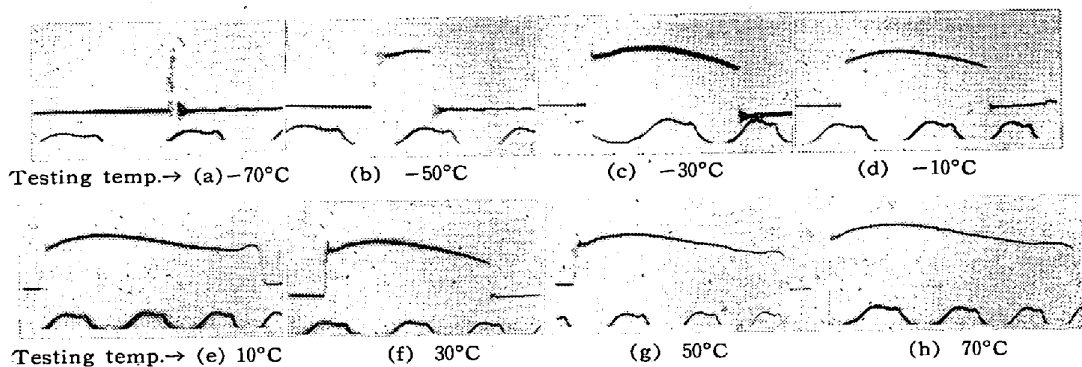 Testing temp.→ (a)-70°C (b) -50°C (c) -30°C (d) -10°C
Testing temp.→ (e) 10°C (f) 30°C (g) 50°C (h) 70°C